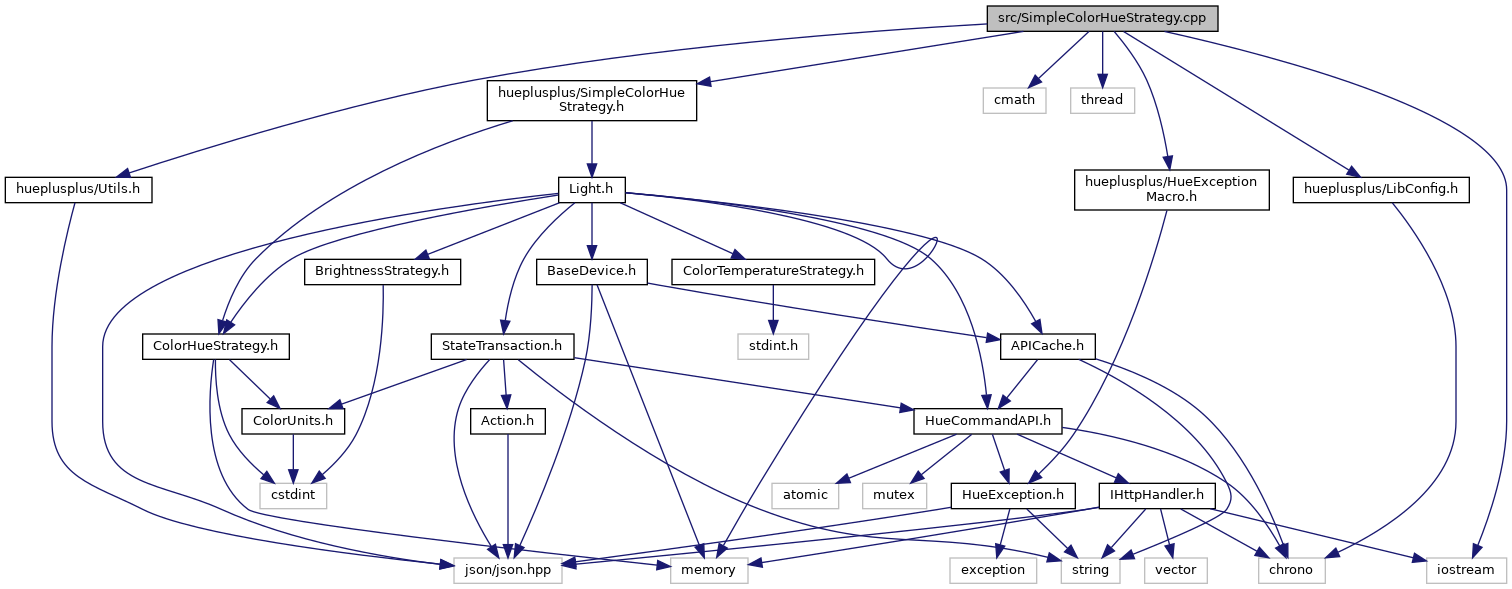 src/SimpleColorHueStrategy.cpp
hueplusplus/SimpleColorHue
Strategy.h
cmath
thread
hueplusplus/Utils.h
Light.h
hueplusplus/HueException
Macro.h
hueplusplus/LibConfig.h
BrightnessStrategy.h
BaseDevice.h
ColorTemperatureStrategy.h
ColorHueStrategy.h
StateTransaction.h
stdint.h
APICache.h
ColorUnits.h
Action.h
HueCommandAPI.h
cstdint
atomic
mutex
HueException.h
IHttpHandler.h
json/json.hpp
memory
exception
string
vector
chrono
iostream